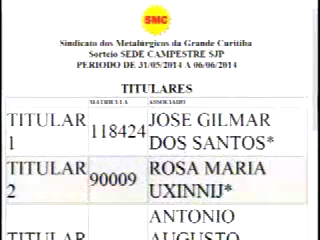 SMC
Sindicato dos Metalúrgicos da Grande Curitiba
Sorteio SEDE CAMPESTRE SJP
PERIODO DE 31/05/2014 A 06/06/2014
TITULARES
MATRICULA ASSOCIADO
TITULAR 1 118424 JOSE GILMAR DOS SANTOS*
TITULAR 2 90009 ROSA MARIA UXINNIJ*
TITULAR ANTONIO AUGUSTO